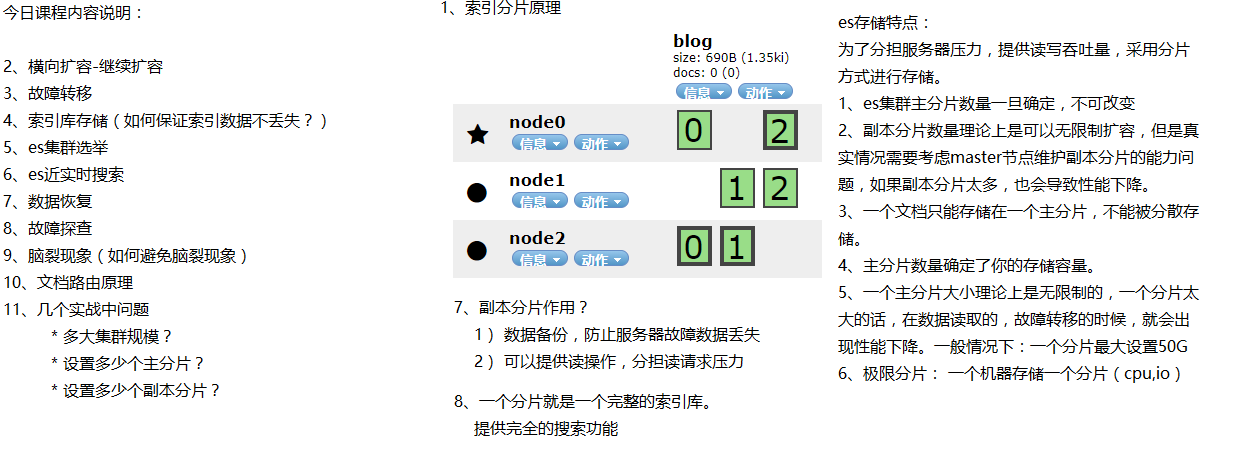 今日课程内容说明：
2、横向扩容-继续扩容
3、故障转移
4、索引库存储（如何保证索引数据不丢失？）
5、es集群选举
6、es近实时搜索
7、数据恢复
8、故障探查
9、脑裂现象（如何避免脑裂现象）
10、文档路由原理
11、几个实战中问题
* 多大集群规模？
* 设置多少个主分片？
* 设置多少个副本分片？
1、索引分片原理
blog
size: 690B (1.35ki)
docs: 0 (0)
信息 动作
node0
信息 动作
0 2
node1
信息 动作
1 2
node2
信息 动作
0 1
7、副本分片作用？
1）数据备份，防止服务器故障数据丢失
2）可以提供读操作，分担读请求压力
8、一个分片就是一个完整的索引库。
提供完全的搜索功能
es存储特点：
为了分担服务器压力，提供读写吞吐量，采用分片
方式进行存储。
1、es集群主分片数量一旦确定，不可改变
2、副本分片数量理论上是可以无限制扩容，但是真
实情况需要考虑master节点维护副本分片的能力问
题，如果副本分片太多，也会导致性能下降。
3、一个文档只能存储在一个主分片，不能被分散存
储。
4、主分片数量确定了你的存储容量。
5、一个主分片大小理论上是无限制的，一个分片太
大的话，在数据读取的，故障转移的时候，就会出
现性能下降。一般情况下：一个分片最大设置50G
6、极限分片： 一个机器存储一个分片（cpu,io）